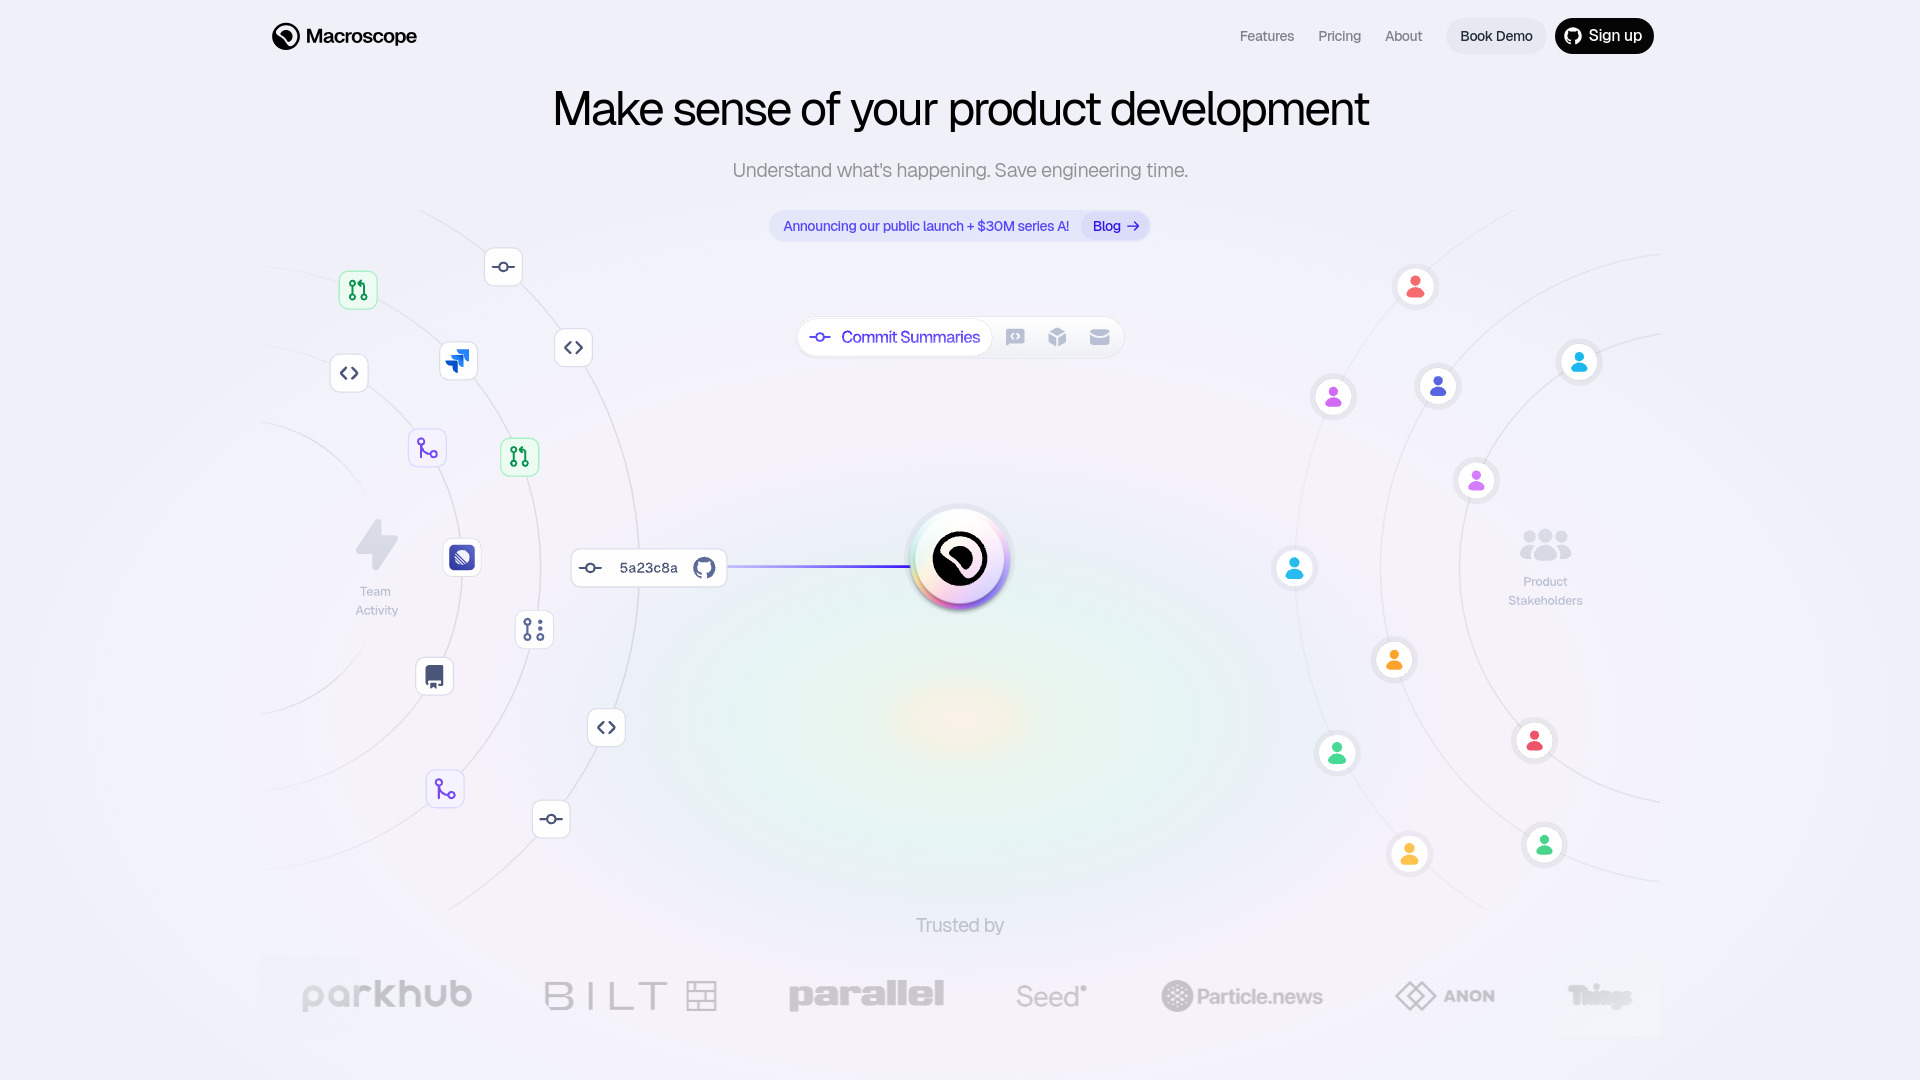 Macroscope
Features
Pricing
About
Book Demo
Sign up
Make sense of your product development
Understand what's happening. Save engineering time.
Announcing our public launch + $30M series A!
Blog →
Commit Summaries
5a23c8a
Team
Activity
Product
Stakeholders
Trusted by
parkhub
BILT
parallel
Seed
Particle.news
ANON
Things